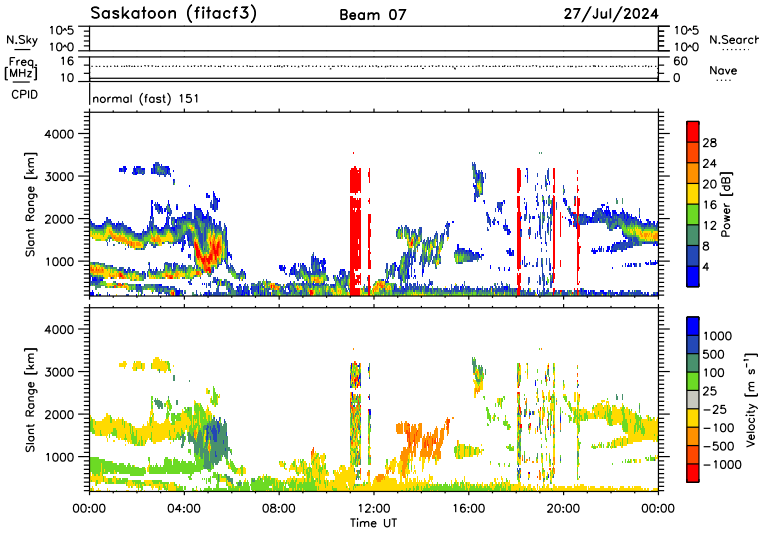 Saskatoon (fitacf3) Beam 07 27/Jul/2024
N.Sky 10^5 10^0 10^5 10^0 N.Search
Freq. [MHz] 16 10 60 0 Nave
CPID normal (fast) 151
Slant Range [km]
4000
3000
2000
1000
28
24
20
16
12
8
4
Power [dB]
Slant Range [km]
4000
3000
2000
1000
1000
500
100
25
-25
-100
-500
-1000
Velocity [m s⁻¹]
00:00 04:00 08:00 12:00 16:00 20:00 00:00
Time UT